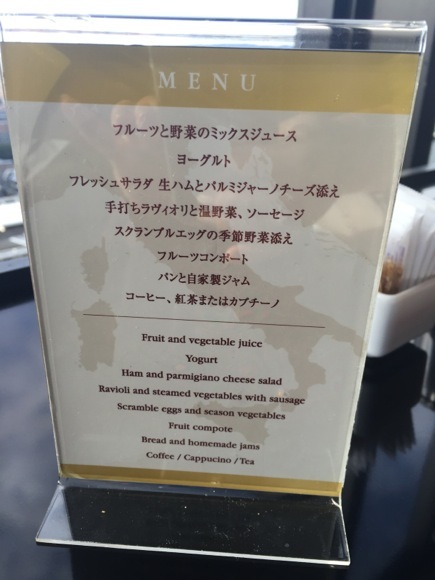 MENU
フルーツと野菜のミックスジュース
ヨーグルト
フレッシュサラダ 生ハムとパルミジャーノチーズ添え
手打ちラヴィオリと温野菜、ソーセージ
スクランブルエッグの季節野菜添え
フルーツコンポート
パンと自家製ジャム
コーヒー、紅茶またはカプチーノ
Fruit and vegetable juice
Yogurt
Ham and parmigiano cheese salad
Ravioli and steamed vegetables with sausage
Scramble eggs and season vegetables
Fruit compote
Bread and homemade jams
Coffee / Cappucino / Tea